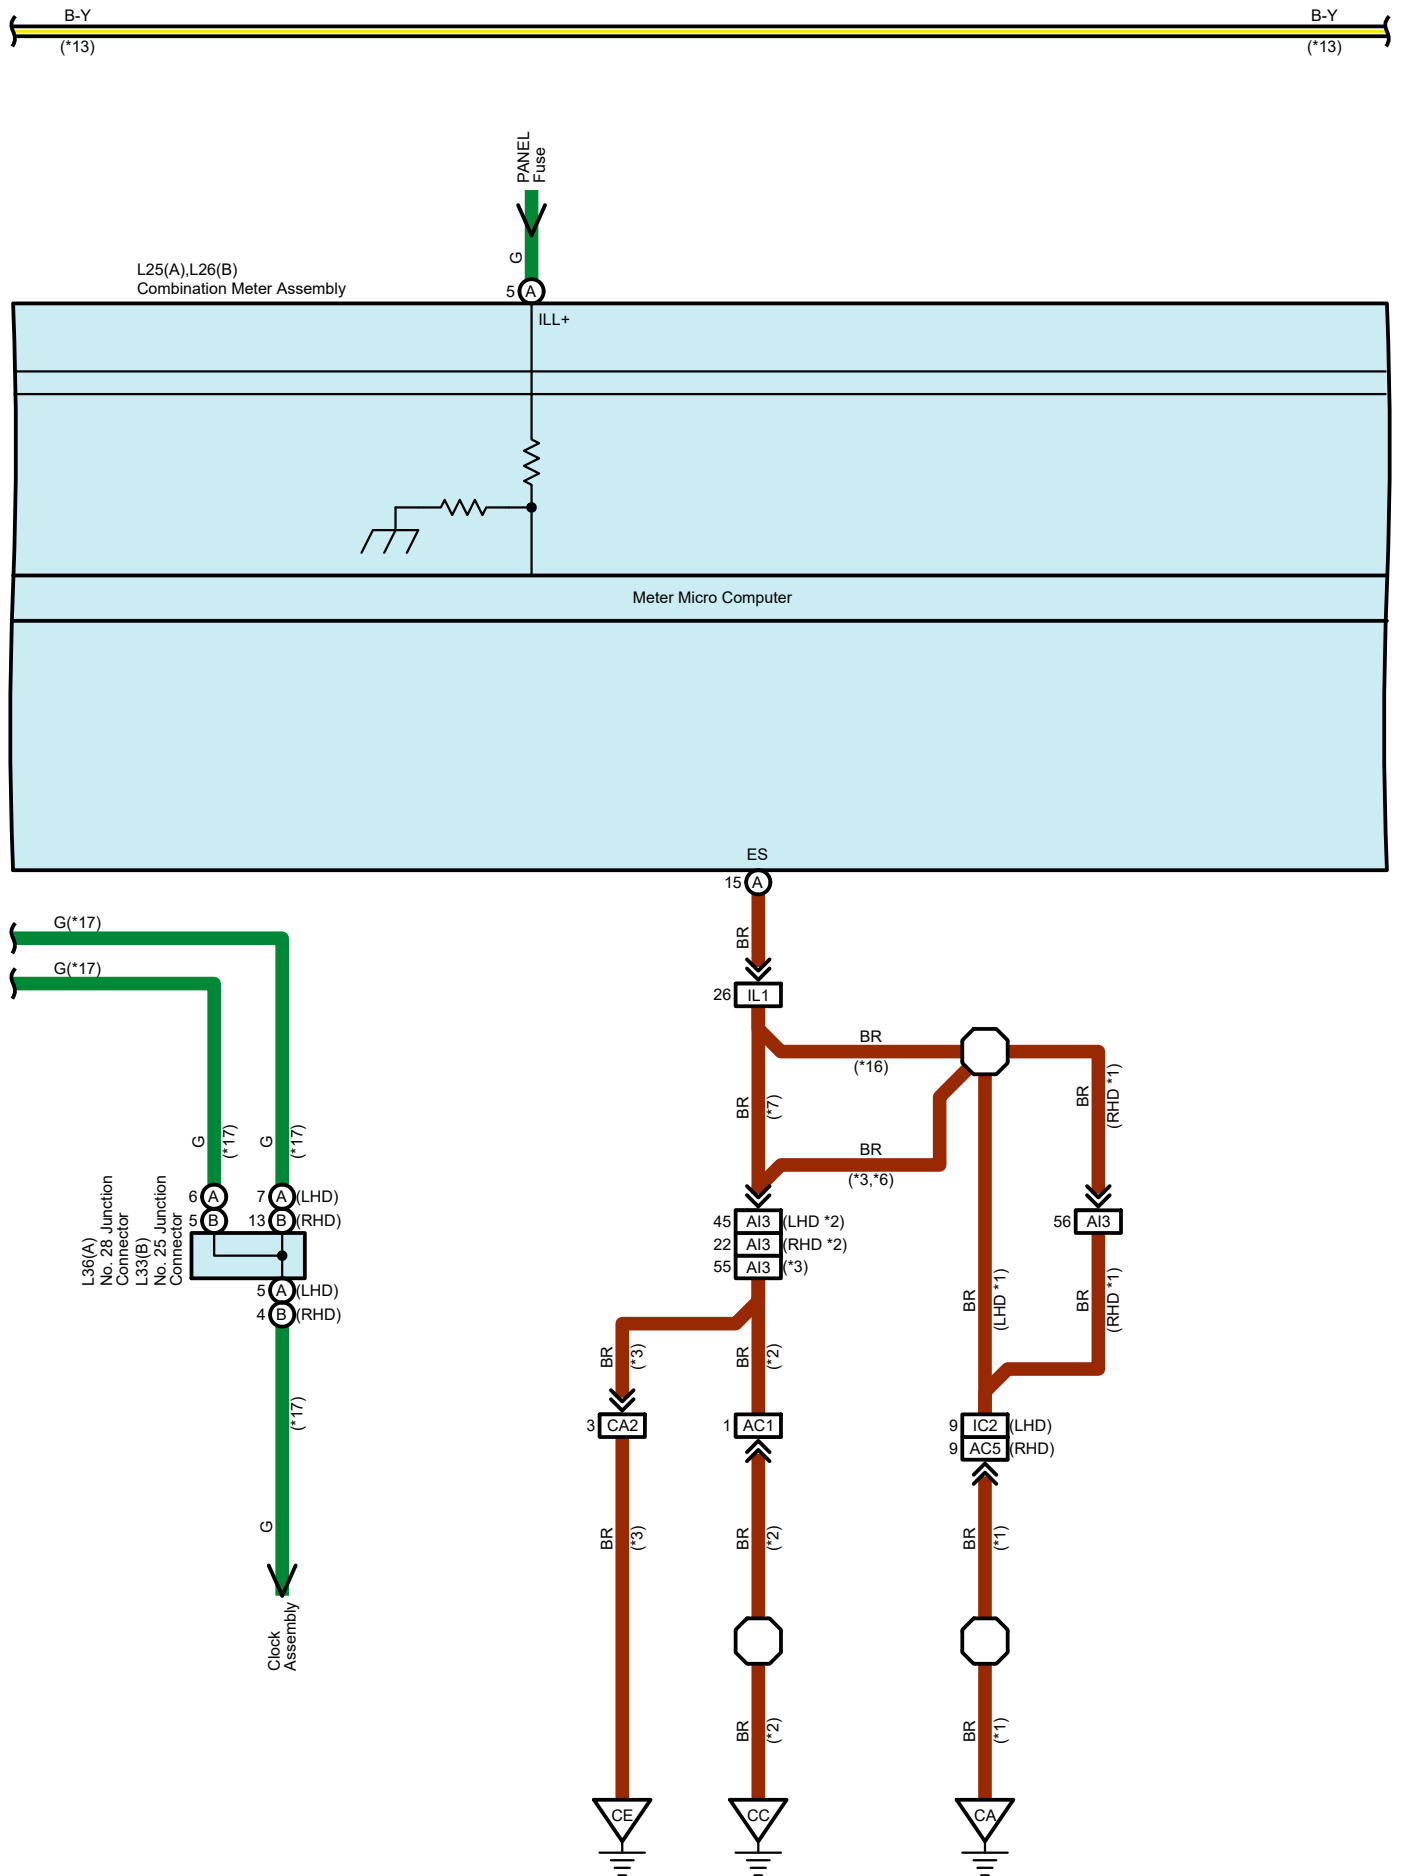 B-Y
B-Y
(*13)
(*13)
PANEL
Fuse
G
L25(A),L26(B)
Combination Meter Assembly
5 A
ILL+
Meter Micro Computer
ES
15 A
G(*17)
G(*17)
BR
26 IL1
BR
(*16)
BR
(*7)
BR
(RHD *1)
G
(*17)
G
(*17)
BR
(*3,*6)
L36(A)
No. 28 Junction
Connector
L33(B)
No. 25 Junction
Connector
6 A
7 A (LHD)
5 B
13 B (RHD)
45 AI3 (LHD *2)
22 AI3 (RHD *2)
55 AI3 (*3)
56 AI3
5 A (LHD)
4 B (RHD)
BR
(LHD *1)
BR
(RHD *1)
BR
(*3)
BR
(*2)
(*17)
3 CA2
1 AC1
9 IC2 (LHD)
9 AC5 (RHD)
G
BR
(*3)
BR
(*2)
BR
(*1)
Clock
Assembly
BR
(*2)
BR
(*1)
CE
CC
CA